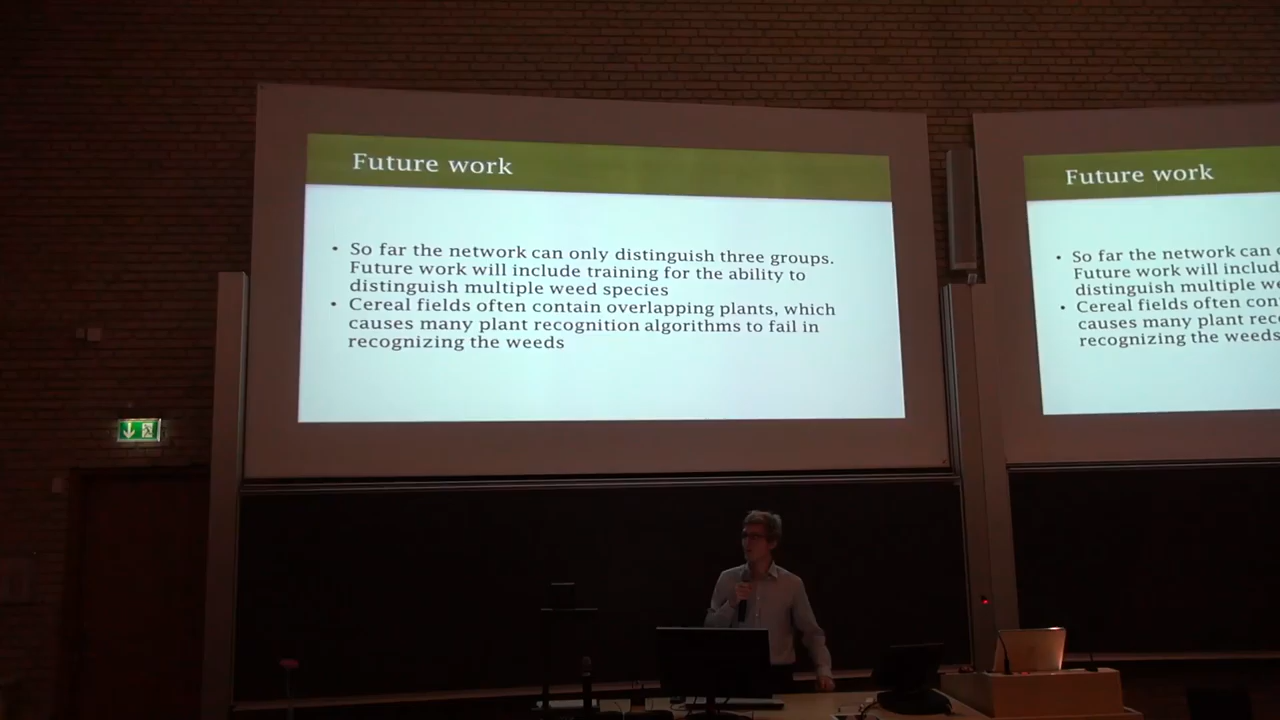 Future work
• So far the network can only distinguish three groups.
Future work will include training for the ability to
distinguish multiple weed species
• Cereal fields often contain overlapping plants, which
causes many plant recognition algorithms to fail in
recognizing the weeds
Future work
• So far the network can
Future work will includ
distinguish multiple we
• Cereal fields often con
causes many plant rec
recognizing the weeds